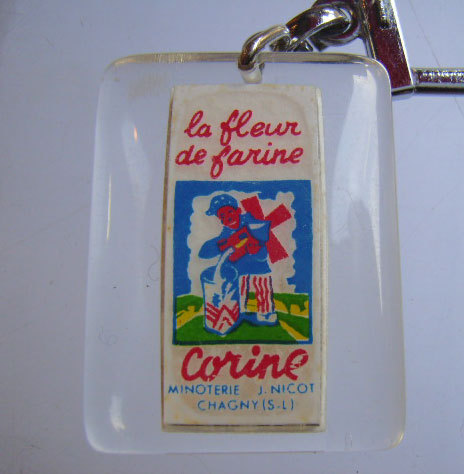 la fleur
de farine
Corine
MINOTERIE J. NICOT
CHAGNY (S-L)